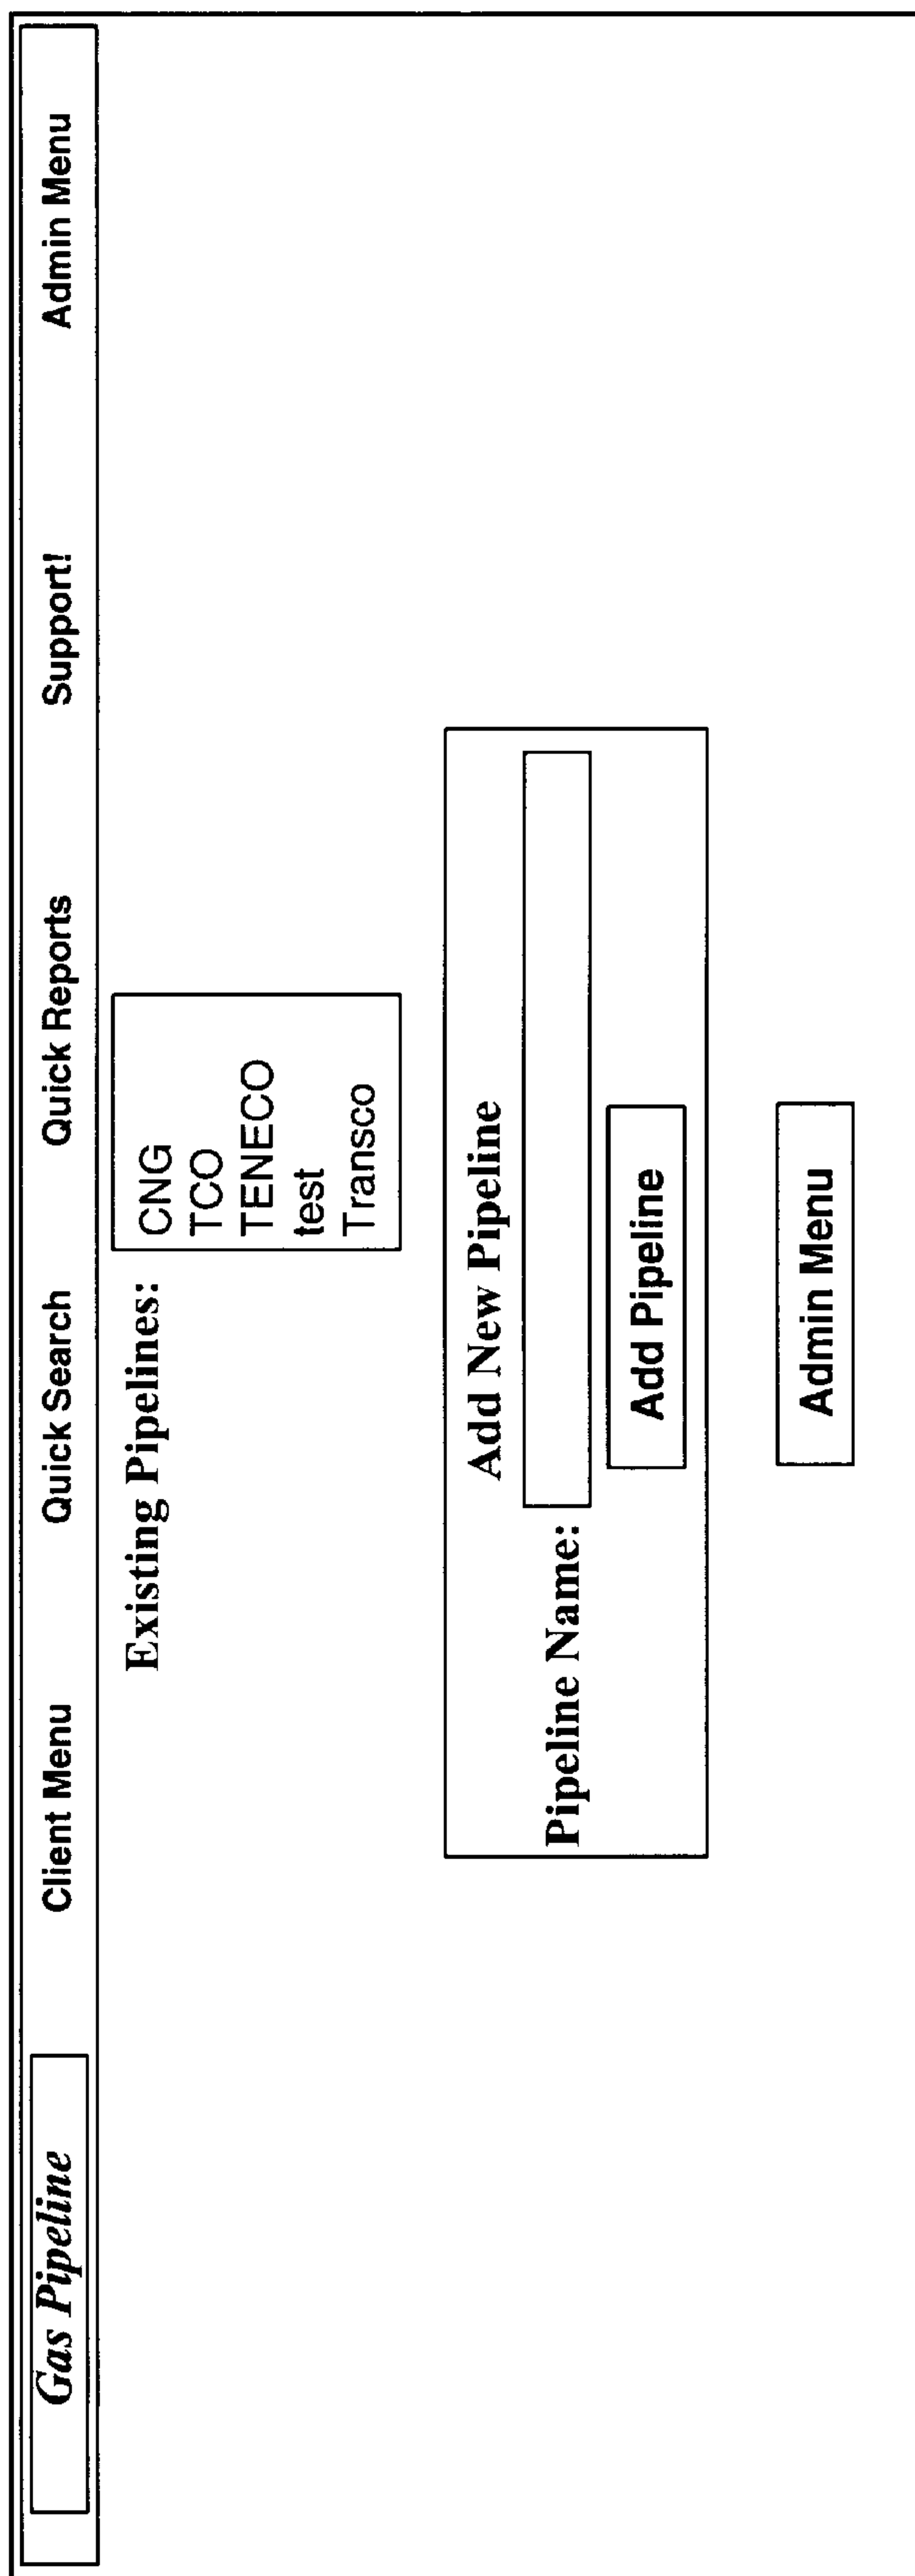 Gas Pipeline Client Menu Quick Search Quick Reports Support! Admin Menu
Existing Pipelines:
CNG
TCO
TENECO
test
Transco
Add New Pipeline
Pipeline Name:
Add Pipeline
Admin Menu